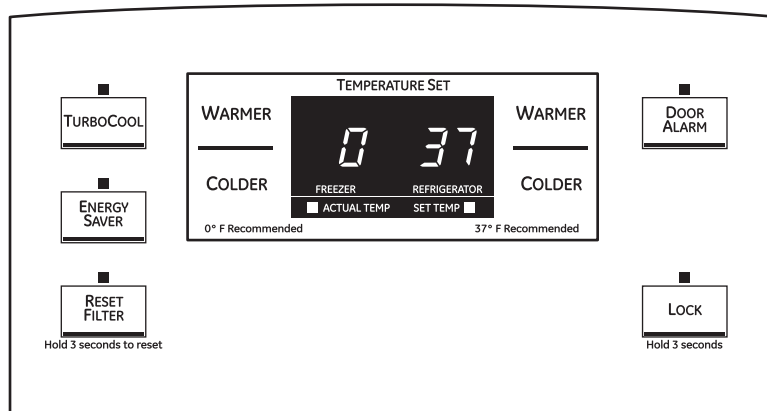 TEMPERATURE SET
TURBOCOOL
WARMER
WARMER
DOOR
ALARM
0 37
COLDER
COLDER
FREEZER REFRIGERATOR
ENERGY
SAVER
ACTUAL TEMP SET TEMP
0° F Recommended 37° F Recommended
RESET
FILTER
Hold 3 seconds to reset
LOCK
Hold 3 seconds